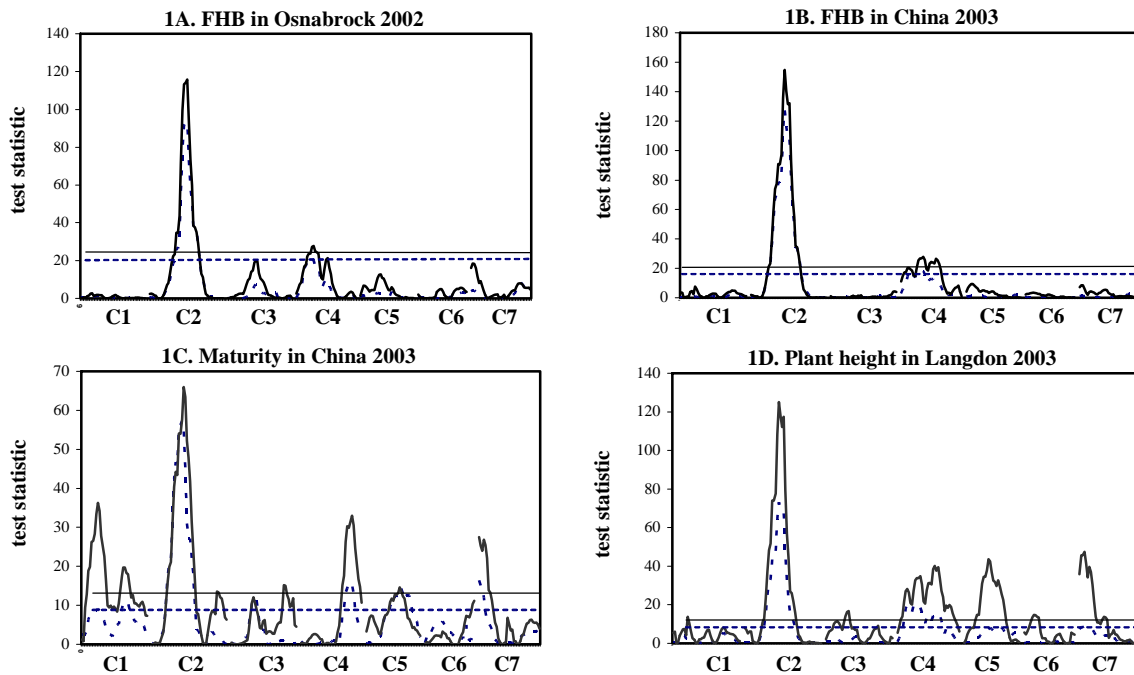 1A. FHB in Osnabrock 2002
140
120
100
80
60
40
20
0
test statistic
C1 C2 C3 C4 C5 C6 C7
1B. FHB in China 2003
180
160
140
120
100
80
60
40
20
0
test statistic
C1 C2 C3 C4 C5 C6 C7
1C. Maturity in China 2003
70
60
50
40
30
20
10
0
test statistic
C1 C2 C3 C4 C5 C6 C7
1D. Plant height in Langdon 2003
140
120
100
80
60
40
20
0
test statistic
C1 C2 C3 C4 C5 C6 C7